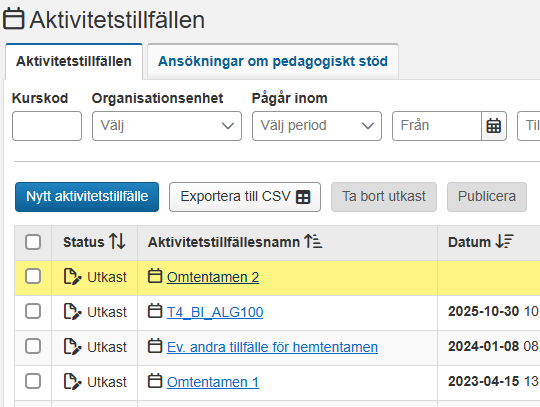 Aktivitetstillfällen
Aktivitetstillfällen Ansökningar om pedagogiskt stöd
Kurskod Organisationsenhet Pågår inom
Välj Välj period Från Til
Nytt aktivitetstillfälle Exportera till CSV Ta bort utkast Publicera
Status Aktivitetstillfällesnamn Datum
Utkast Omtentamen 2
Utkast T4_BI_ALG100 2025-10-30 10
Utkast Ev. andra tillfälle för hemtentamen 2024-01-08 08
Utkast Omtentamen 1 2023-04-15 13